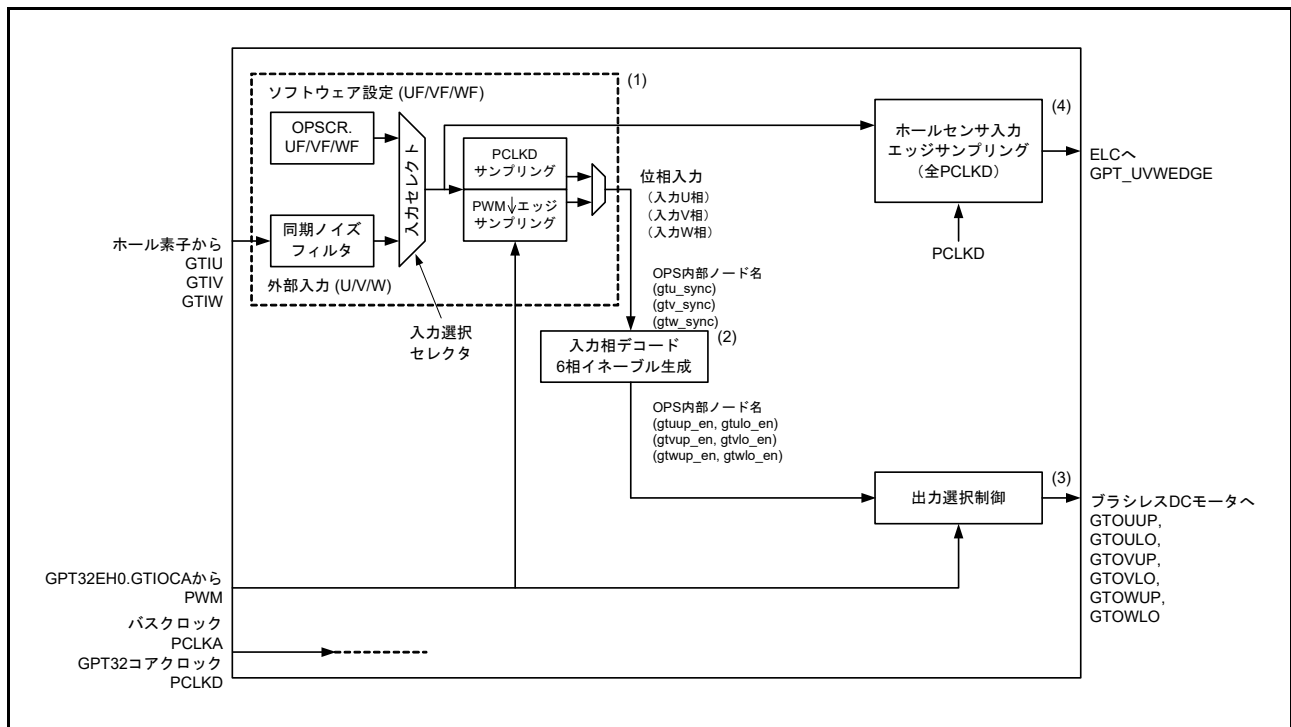 (1)
ソフトウェア設定 (UF/VF/WF)
OPSCR.
UF/VF/WF
同期ノイズ
フィルタ
外部入力 (U/V/W)
入力セレクト
PCLKD
サンプリング
PWM↓エッジ
サンプリング
入力選択
セレクタ
ホール素子から
GTIU
GTIV
GTIW
位相入力
(入力U相)
(入力V相)
(入力W相)
OPS内部ノード名
(gtu_sync)
(gtv_sync)
(gtw_sync)
(2)
入力相デコード
6相イネーブル生成
OPS内部ノード名
(gtuup_en, gtulo_en)
(gtvup_en, gtvlo_en)
(gtwup_en, gtwlo_en)
(4)
ホールセンサ入力
エッジサンプリング
(全PCLKD)
PCLKD
ELCへ
GPT_UVWEDGE
(3)
出力選択制御
ブラシレスDCモータへ
GTOUUP,
GTOULO,
GTOVUP,
GTOVLO,
GTOWUP,
GTOWLO
GPT32EH0.GTIOCAから
PWM
バスクロック
PCLKA
GPT32コアクロック
PCLKD